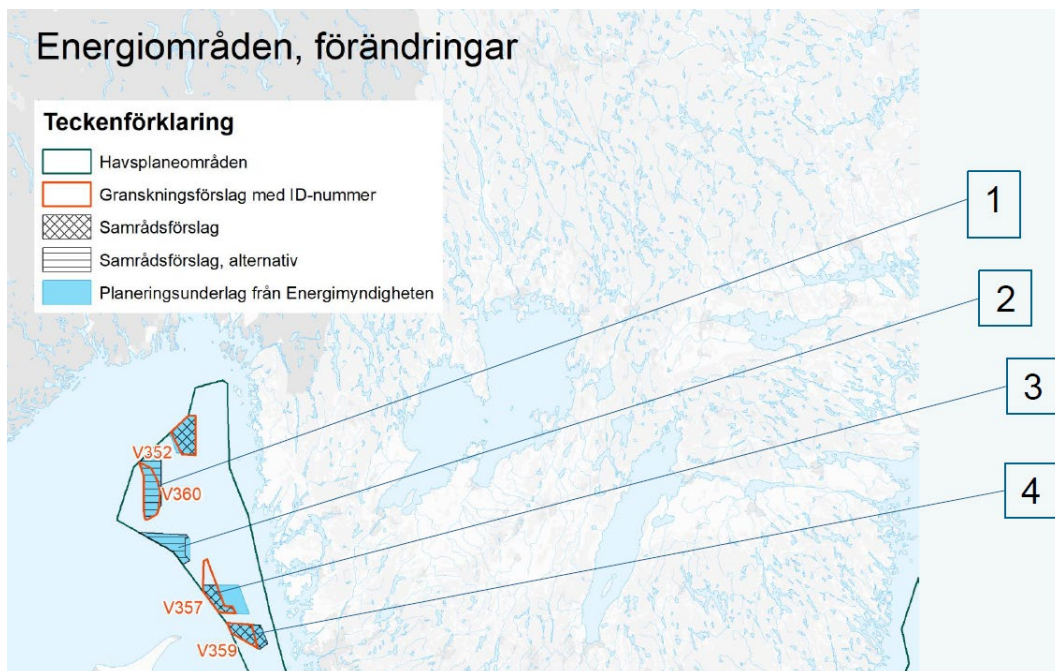 Energiområden, förändringar
Teckenförklaring
Havsplaneområden
Granskningsförslag med ID-nummer
Samrådsförslag
Samrådsförslag, alternativ
Planeringsunderlag från Energimyndigheten
1
2
3
4
V352
V360
V357
V359